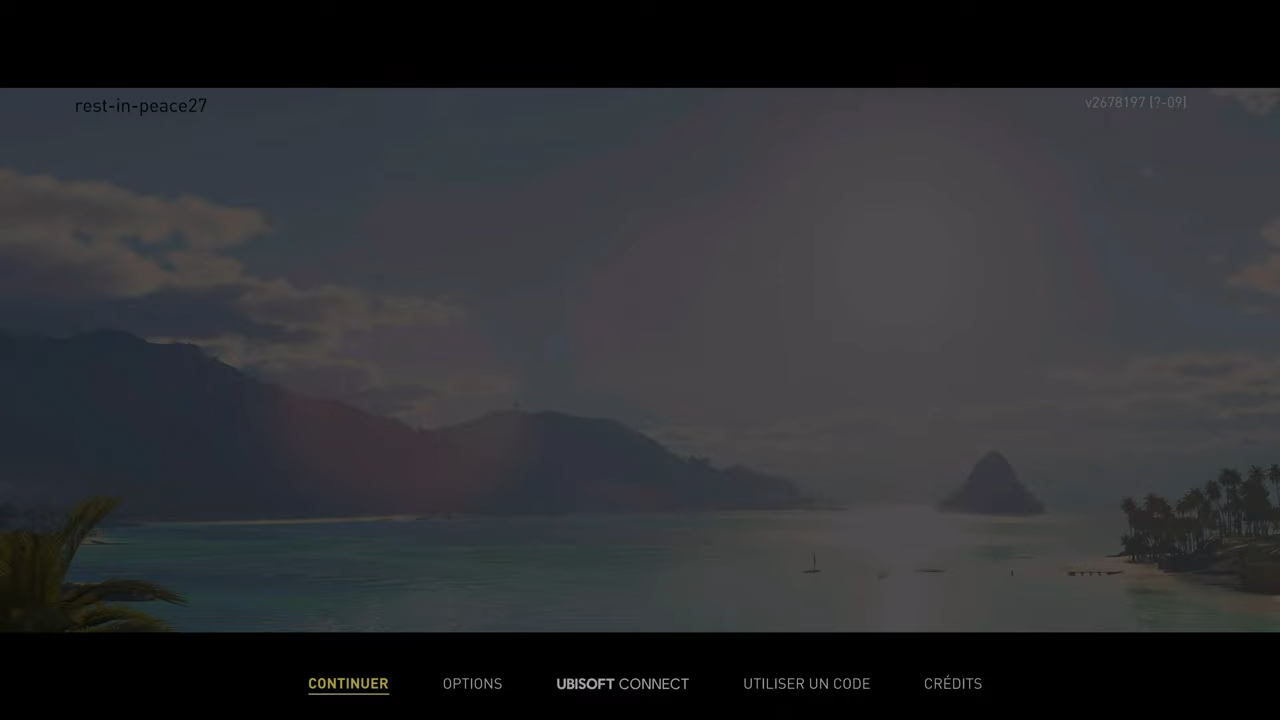 rest-in-peace27
v2678197 [?-09]
CONTINUER OPTIONS UBISOFT CONNECT UTILISER UN CODE CRÉDITS